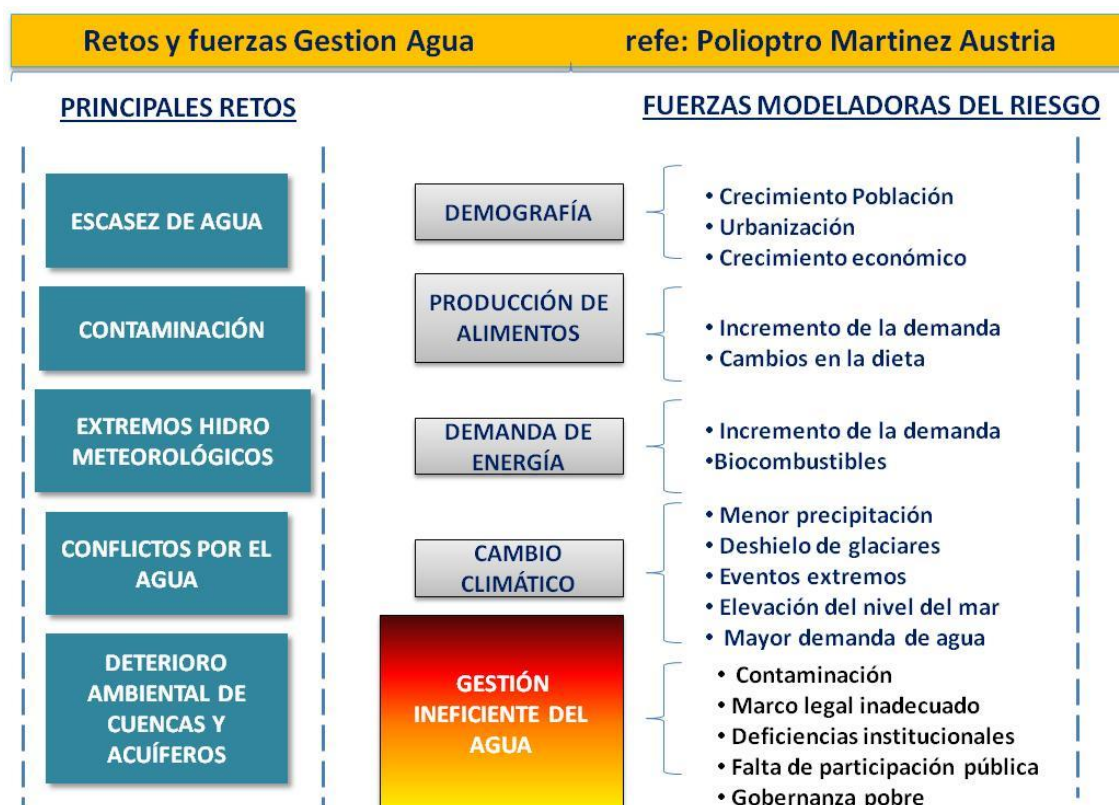 Retos y fuerzas Gestion Agua refe: Polioptro Martinez Austria
PRINCIPALES RETOS
ESCASEZ DE AGUA
CONTAMINACIÓN
EXTREMOS HIDRO
METEOROLÓGICOS
CONFLICTOS POR EL
AGUA
DETERIORO
AMBIENTAL DE
CUENCAS Y
ACUÍFEROS
FUERZAS MODELADORAS DEL RIESGO
DEMOGRAFÍA
• Crecimiento Población
• Urbanización
• Crecimiento económico
PRODUCCIÓN DE
ALIMENTOS
• Incremento de la demanda
• Cambios en la dieta
DEMANDA DE
ENERGÍA
• Incremento de la demanda
•Biocombustibles
CAMBIO
CLIMÁTICO
• Menor precipitación
• Deshielo de glaciares
• Eventos extremos
• Elevación del nivel del mar
• Mayor demanda de agua
GESTIÓN
INEFICIENTE DEL
AGUA
• Contaminación
• Marco legal inadecuado
• Deficiencias institucionales
• Falta de participación pública
• Gobernanza pobre